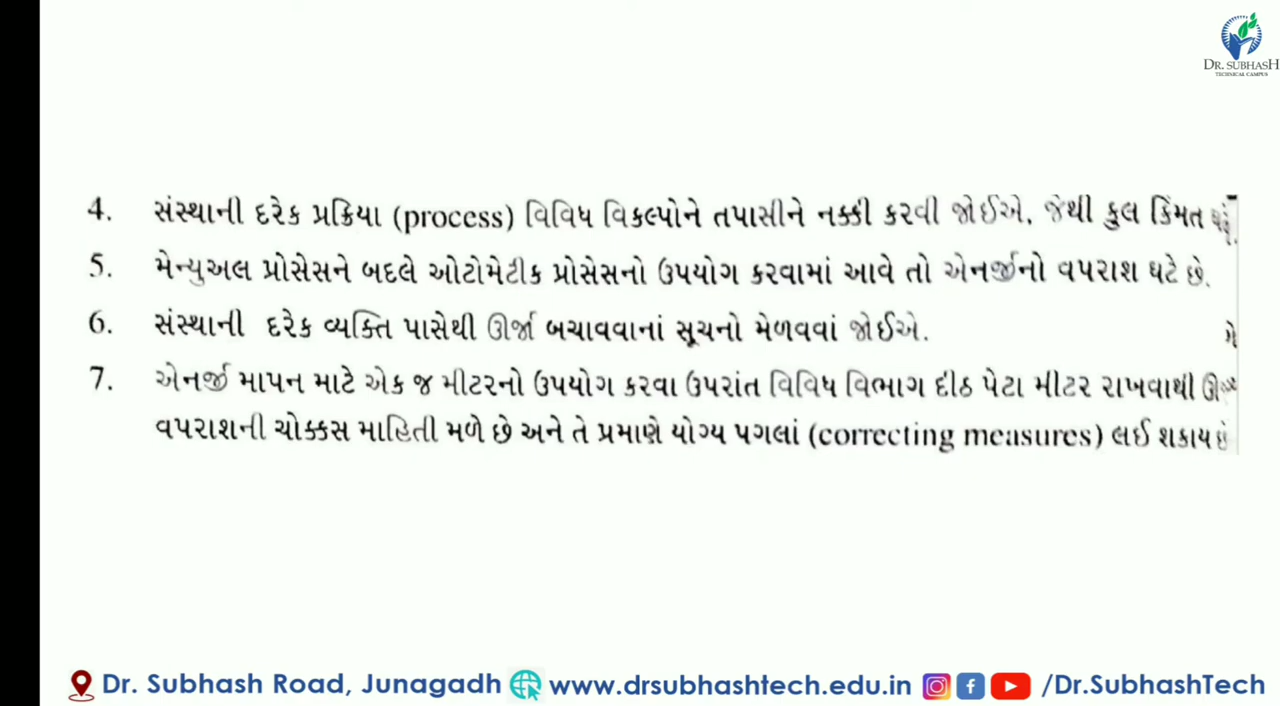 DR. SUBHASH
TECHNICAL CAMPUS
4. સંસ્થાની દરેક પ્રક્રિયા (process) વિવિધ વિકલ્પોને તપાસીને નક્કી કરવી જોઈએ. જેથી કુલ કિંમત
5. મેન્યુઅલ પ્રોસેસને બદલે ઓટોમેટીક પ્રોસેસનો ઉપયોગ કરવામાં આવે તો એનર્જીનો વપરાશ ઘટે છે.
6. સંસ્થાની દરેક વ્યક્તિ પાસેથી ઊર્જા બચાવવાનાં સૂચનો મેળવવાં જોઈએ.
7. એનર્જી માપન માટે એક જ મીટરનો ઉપયોગ કરવા ઉપરાંત વિવિધ વિભાગ દીઠ પેટા મીટર રાખવાથી
વપરાશની ચોક્કસ માહિતી મળે છે અને તે પ્રમાણે યોગ્ય પગલાં (correcting measures) લઈ શકાય છે
Dr. Subhash Road, Junagadh www.drsubhashtech.edu.in /Dr.SubhashTech